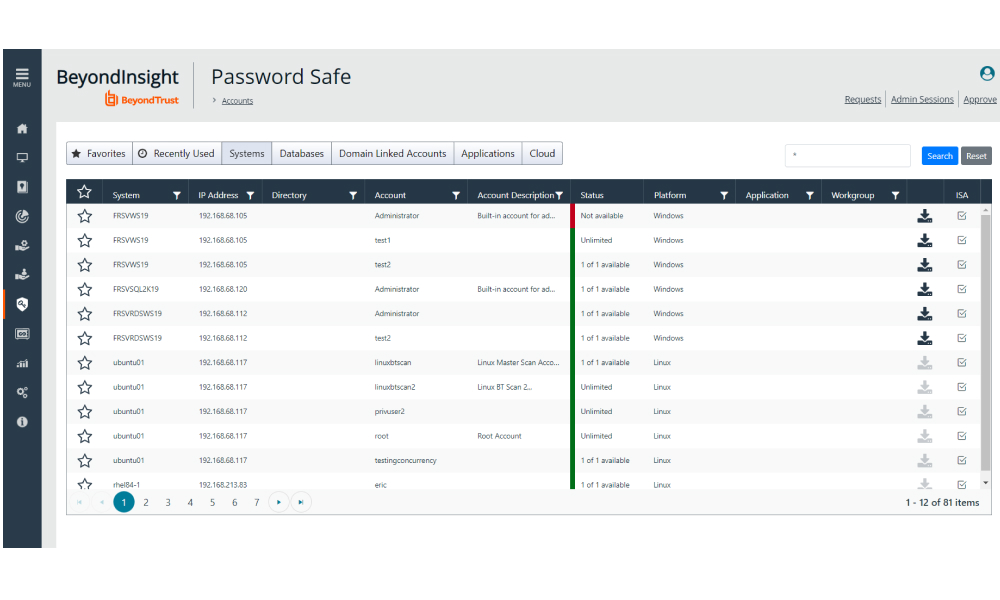 MENU
BeyondInsight
BeyondTrust
Password Safe
> Accounts
Requests Admin Sessions Approve
Favorites Recently Used Systems Databases Domain Linked Accounts Applications Cloud
* Search Reset
System IP Address Directory Account Account Description Status Platform Application Workgroup ISA
FRSVWS19 192.168.68.105 Administrator Built-in account for ad... Not available Windows
FRSVWS19 192.168.68.105 test1 Unlimited Windows
FRSVWS19 192.168.68.105 test2 1 of 1 available Windows
FRSVSQL2K19 192.168.68.120 Administrator Built-in account for ad... 1 of 1 available Windows
FRSVRDSWS19 192.168.68.112 Administrator 1 of 1 available Windows
FRSVRDSWS19 192.168.68.112 test2 1 of 1 available Windows
ubuntu01 192.168.68.117 linuxbtscan Linux Master Scan Acco... 1 of 1 available Linux
ubuntu01 192.168.68.117 linuxbtscan2 Linux BT Scan 2... Unlimited Linux
ubuntu01 192.168.68.117 privuser2 Unlimited Linux
ubuntu01 192.168.68.117 root Root Account Unlimited Linux
ubuntu01 192.168.68.117 testingconcurrency 1 of 1 available Linux
rhel84-1 192.168.213.83 eric 1 of 1 available Linux
1 2 3 4 5 6 7 1 - 12 of 81 items